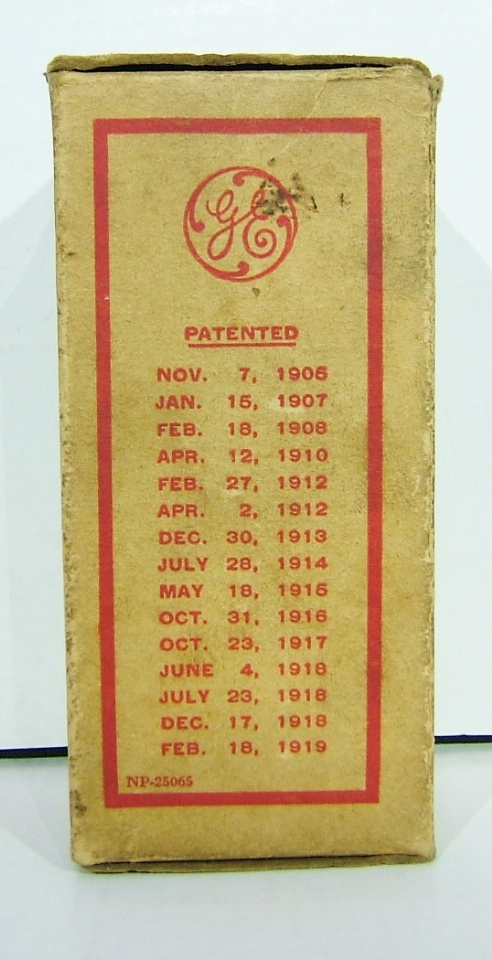 GE
PATENTED
NOV. 7, 1905
JAN. 15, 1907
FEB. 18, 1908
APR. 12, 1910
FEB. 27, 1912
APR. 2, 1912
DEC. 30, 1913
JULY 28, 1914
MAY 18, 1915
OCT. 31, 1916
OCT. 23, 1917
JUNE 4, 1918
JULY 23, 1918
DEC. 17, 1918
FEB. 18, 1919
NP-25065